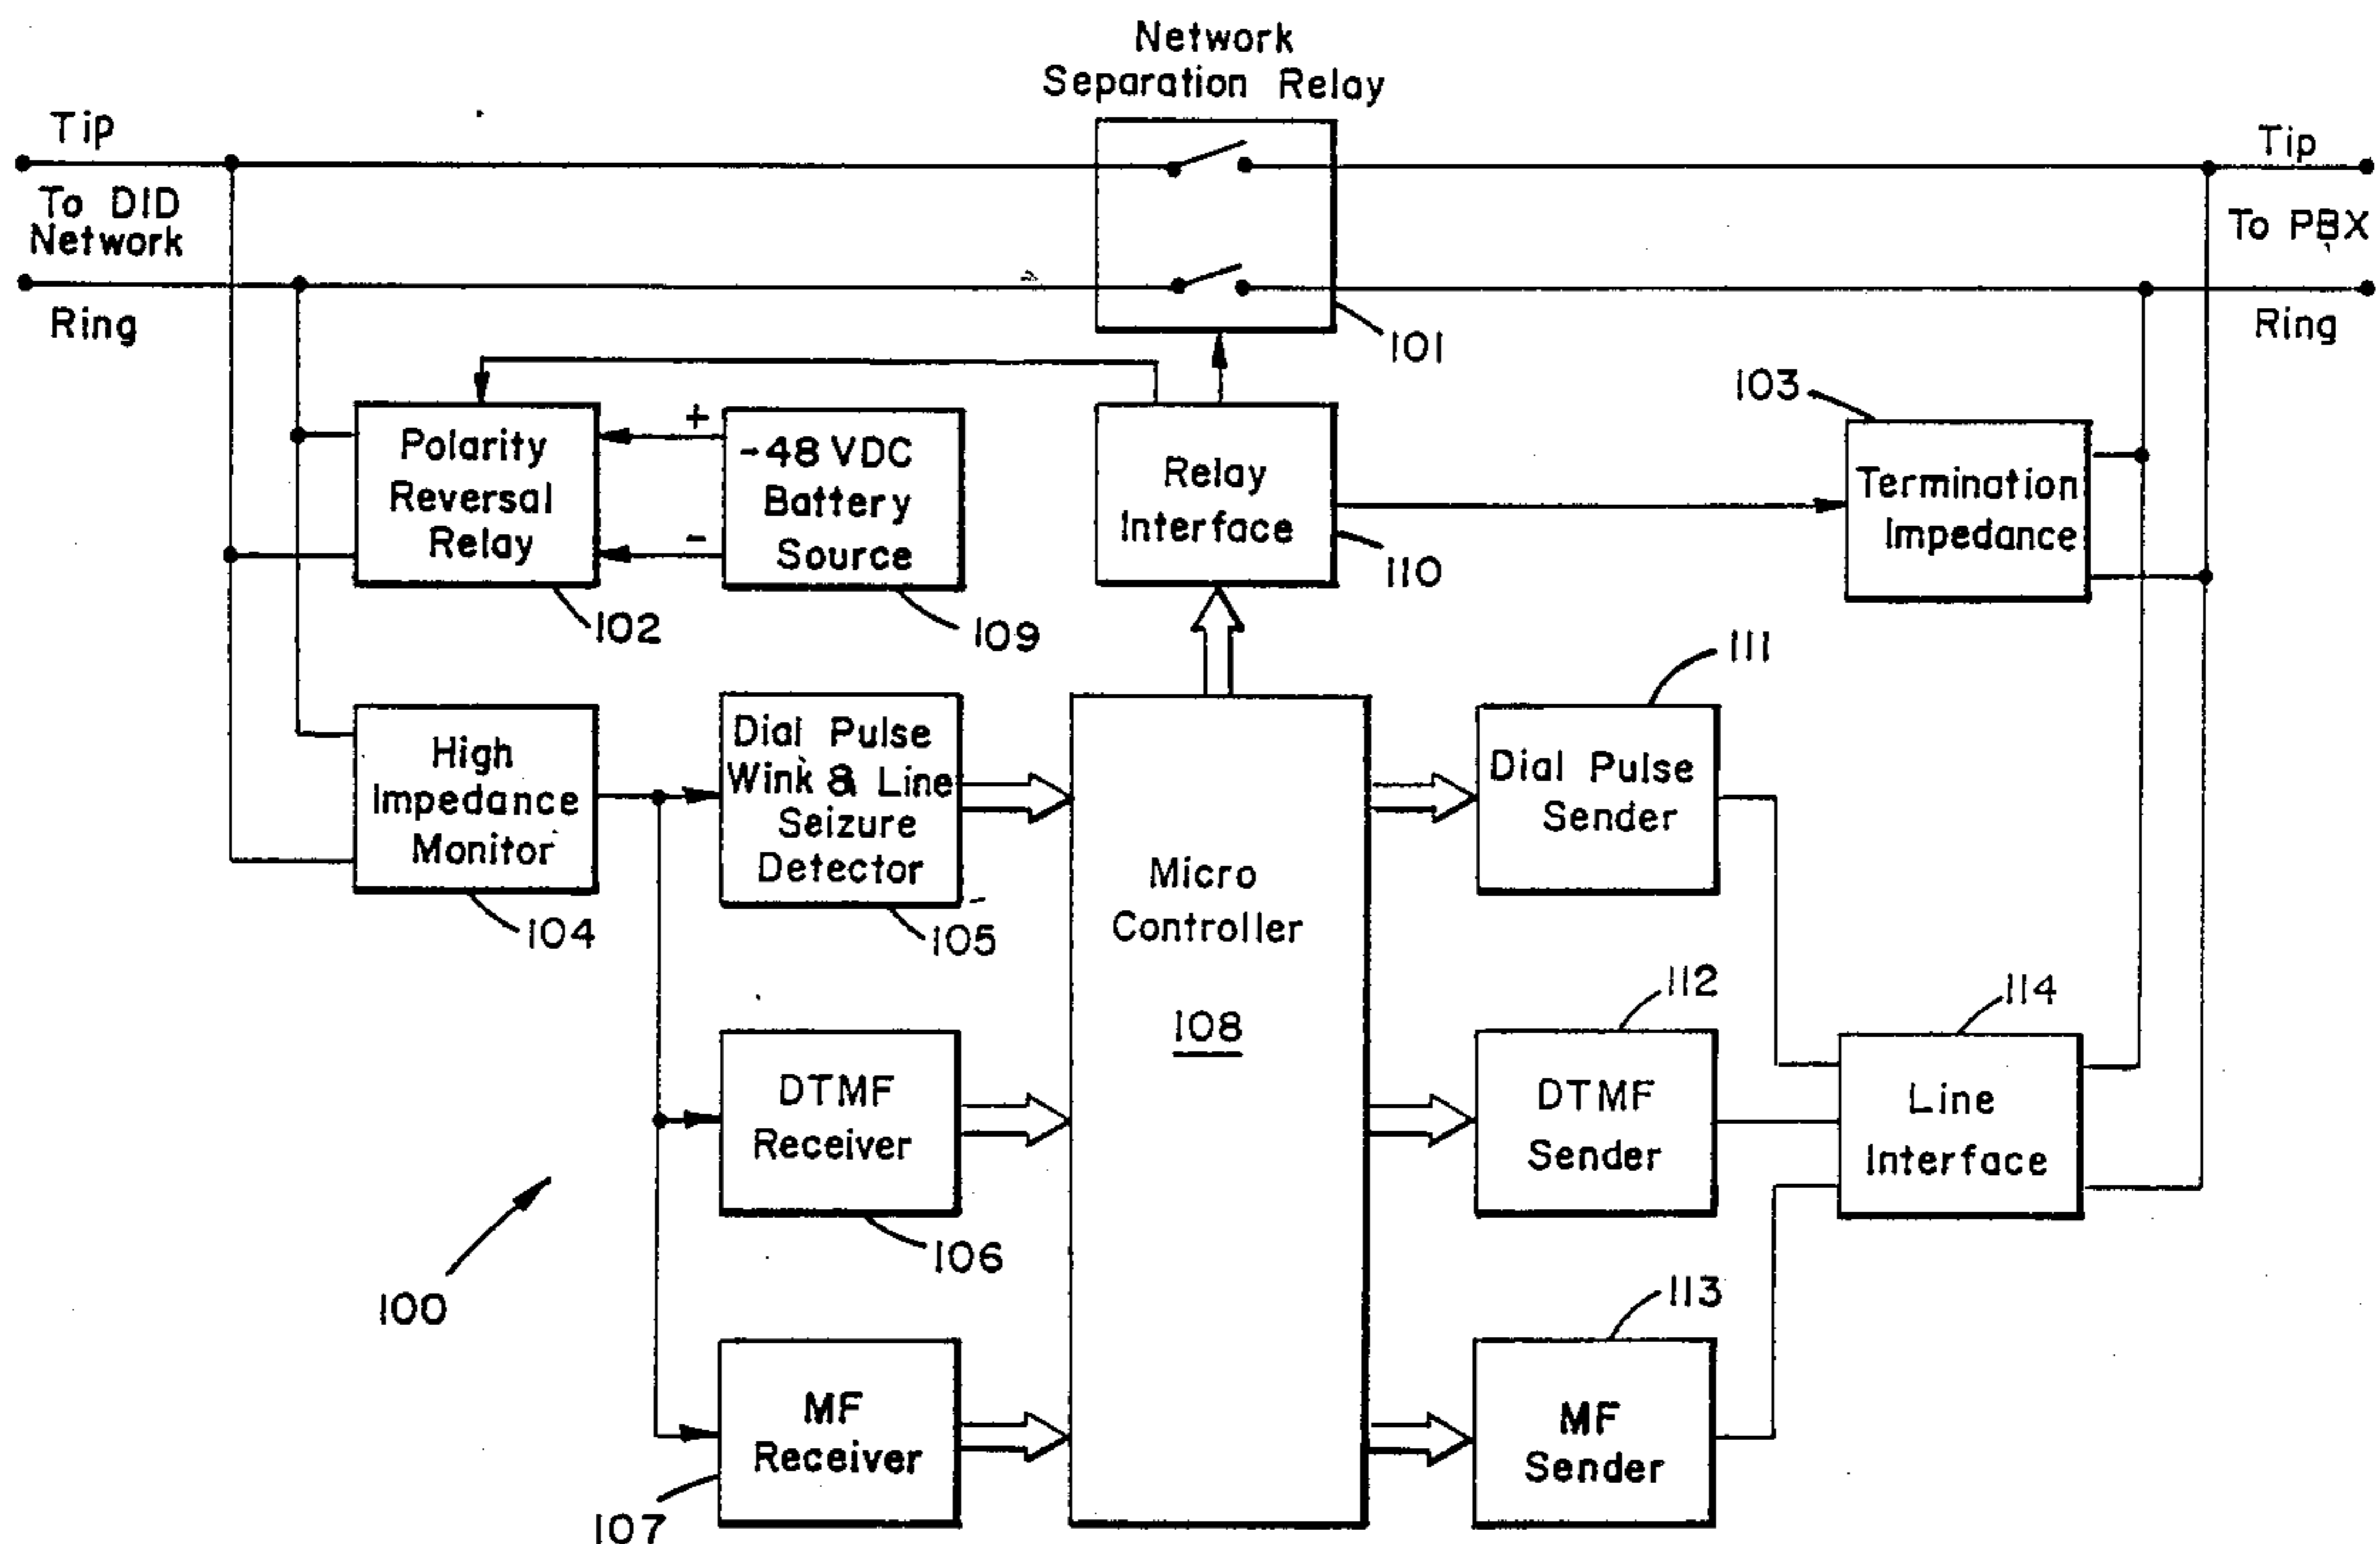 Network
Separation Relay
Tip
Tip
To DID
Network
To PBX
Ring
Ring
101
103
Polarity
Reversal
Relay
+
-
-48 VDC
Battery
Source
Relay
Interface
Termination
Impedance
102
109
110
111
High
Impedance
Monitor
Dial Pulse
Wink & Line
Seizure
Detector
Micro
Controller
108
Dial Pulse
Sender
104
105
112
114
DTMF
Receiver
DTMF
Sender
Line
Interface
106
100
113
MF
Receiver
MF
Sender
107